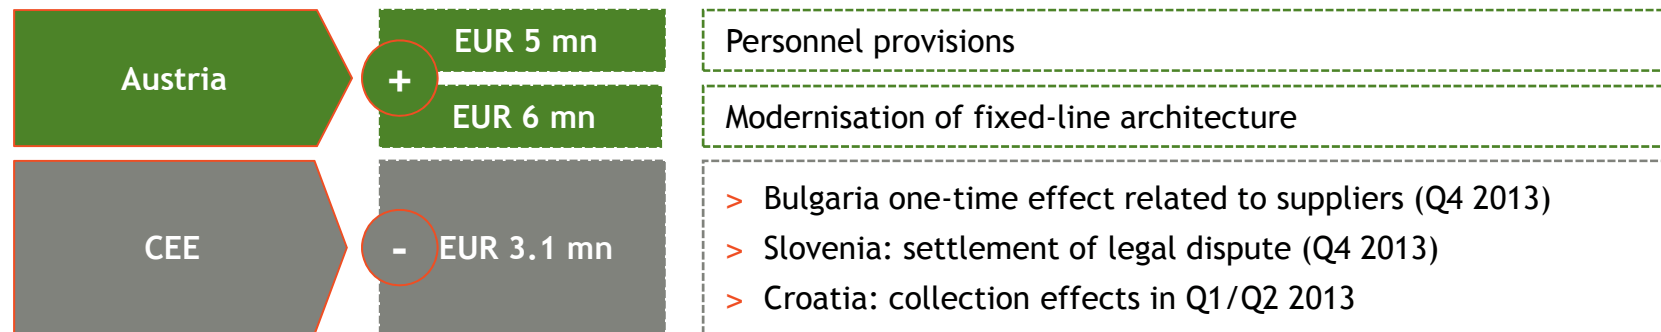 Austria
+
EUR 5 mn
Personnel provisions
EUR 6 mn
Modernisation of fixed-line architecture
CEE
-
EUR 3.1 mn
> Bulgaria one-time effect related to suppliers (Q4 2013)
> Slovenia: settlement of legal dispute (Q4 2013)
> Croatia: collection effects in Q1/Q2 2013